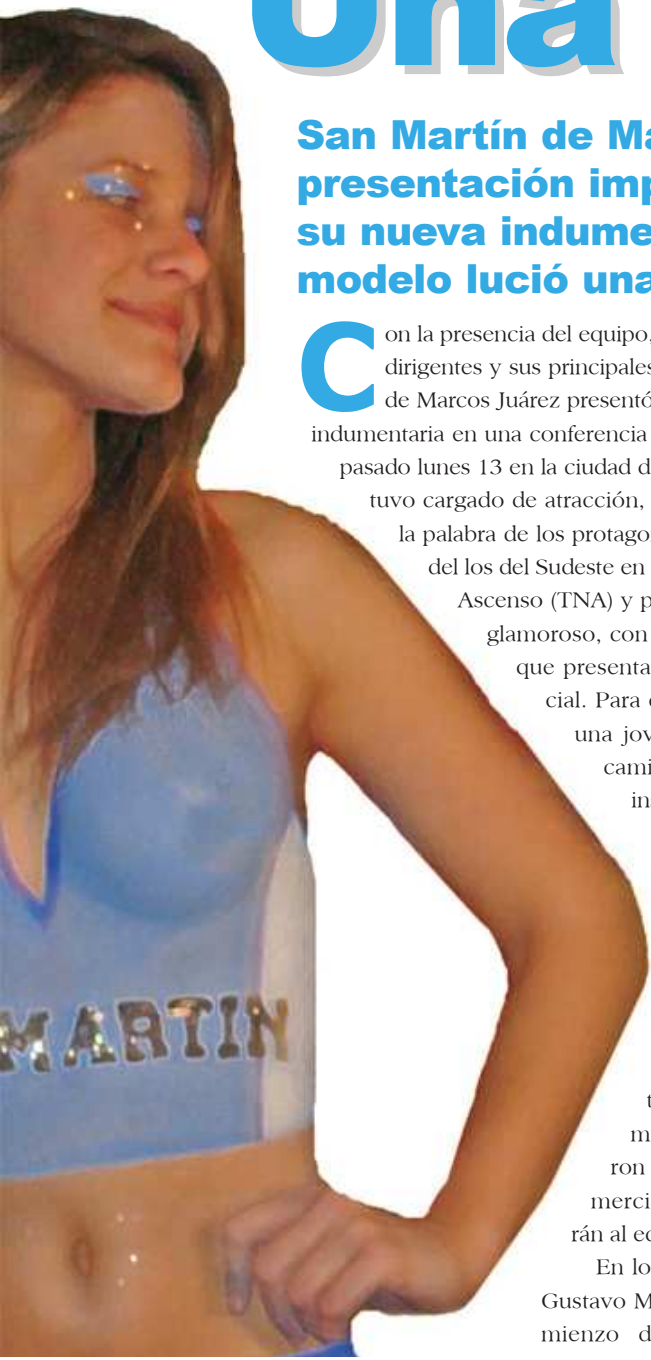 Una
San Martín de Ma
presentación imp
su nueva indume
modelo lució una
Con la presencia del equipo,
dirigentes y sus principales
de Marcos Juárez presentó
indumentaria en una conferencia
pasado lunes 13 en la ciudad d
tuvo cargado de atracción,
la palabra de los protago
del los del Sudeste en
Ascenso (TNA) y p
glamoroso, con
que presenta
cial. Para
una jov
cami
in
MARTIN
t
m
ron
merci
rán al ec
En lo
Gustavo M
mienzo d